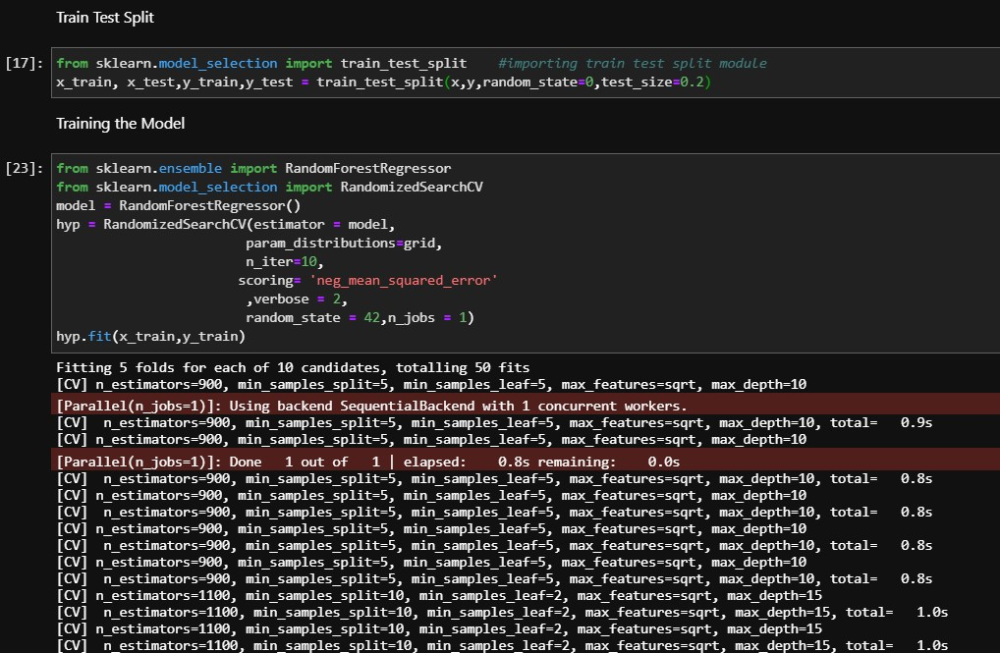 Train Test Split
[17]: from sklearn.model_selection import train_test_split    #importing train test split module
x_train, x_test,y_train,y_test = train_test_split(x,y,random_state=0,test_size=0.2)
Training the Model
[23]: from sklearn.ensemble import RandomForestRegressor
from sklearn.model_selection import RandomizedSearchCV
model = RandomForestRegressor()
hyp = RandomizedSearchCV(estimator = model,
                        param_distributions=grid,
                        n_iter=10,
                       scoring= 'neg_mean_squared_error'
                        ,verbose = 2,
                        random_state = 42,n_jobs = 1)
hyp.fit(x_train,y_train)
Fitting 5 folds for each of 10 candidates, totalling 50 fits
[CV] n_estimators=900, min_samples_split=5, min_samples_leaf=5, max_features=sqrt, max_depth=10
[Parallel(n_jobs=1)]: Using backend SequentialBackend with 1 concurrent workers.
[CV]  n_estimators=900, min_samples_split=5, min_samples_leaf=5, max_features=sqrt, max_depth=10, total=   0.9s
[CV] n_estimators=900, min_samples_split=5, min_samples_leaf=5, max_features=sqrt, max_depth=10
[Parallel(n_jobs=1)]: Done   1 out of   1 | elapsed:    0.8s remaining:    0.0s
[CV]  n_estimators=900, min_samples_split=5, min_samples_leaf=5, max_features=sqrt, max_depth=10, total=   0.8s
[CV] n_estimators=900, min_samples_split=5, min_samples_leaf=5, max_features=sqrt, max_depth=10
[CV]  n_estimators=900, min_samples_split=5, min_samples_leaf=5, max_features=sqrt, max_depth=10, total=   0.8s
[CV] n_estimators=900, min_samples_split=5, min_samples_leaf=5, max_features=sqrt, max_depth=10
[CV]  n_estimators=900, min_samples_split=5, min_samples_leaf=5, max_features=sqrt, max_depth=10, total=   0.8s
[CV] n_estimators=900, min_samples_split=5, min_samples_leaf=5, max_features=sqrt, max_depth=10
[CV]  n_estimators=900, min_samples_split=5, min_samples_leaf=5, max_features=sqrt, max_depth=10, total=   0.8s
[CV] n_estimators=1100, min_samples_split=10, min_samples_leaf=2, max_features=sqrt, max_depth=15
[CV]  n_estimators=1100, min_samples_split=10, min_samples_leaf=2, max_features=sqrt, max_depth=15, total=   1.0s
[CV] n_estimators=1100, min_samples_split=10, min_samples_leaf=2, max_features=sqrt, max_depth=15
[CV]  n_estimators=1100, min_samples_split=10, min_samples_leaf=2, max_features=sqrt, max_depth=15, total=   1.0s